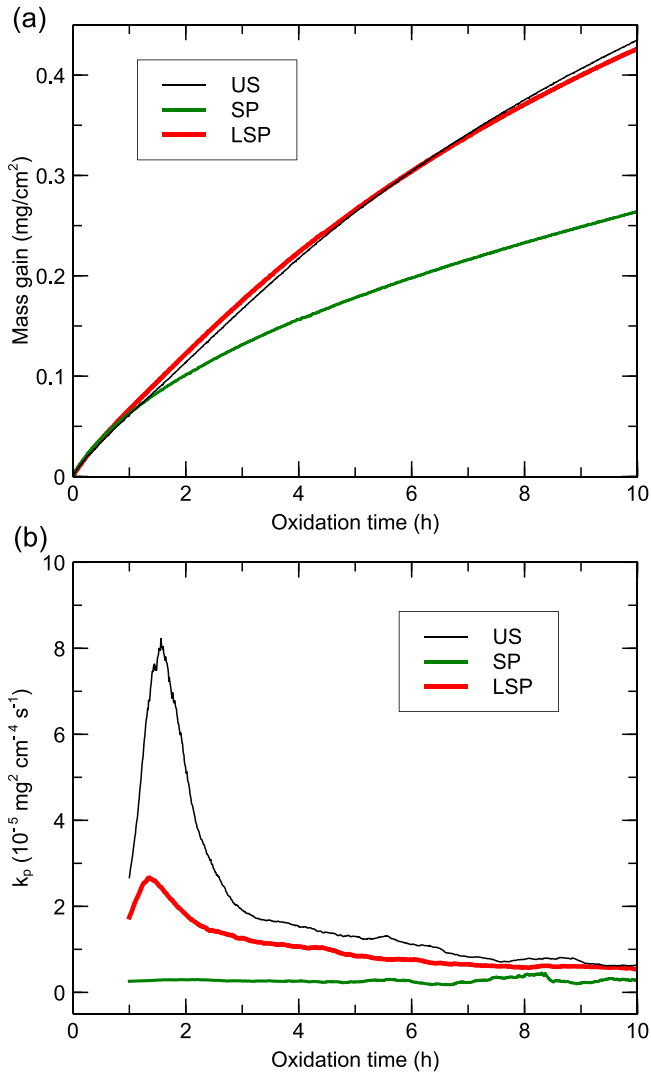 (a)
Mass gain (mg/cm²)
0.4
0.3
0.2
0.1
0
US
SP
LSP
0 2 4 6 8 10
Oxidation time (h)
(b)
kₚ (10⁻⁵ mg² cm⁻⁴ s⁻¹)
10
8
6
4
2
0
US
SP
LSP
0 2 4 6 8 10
Oxidation time (h)